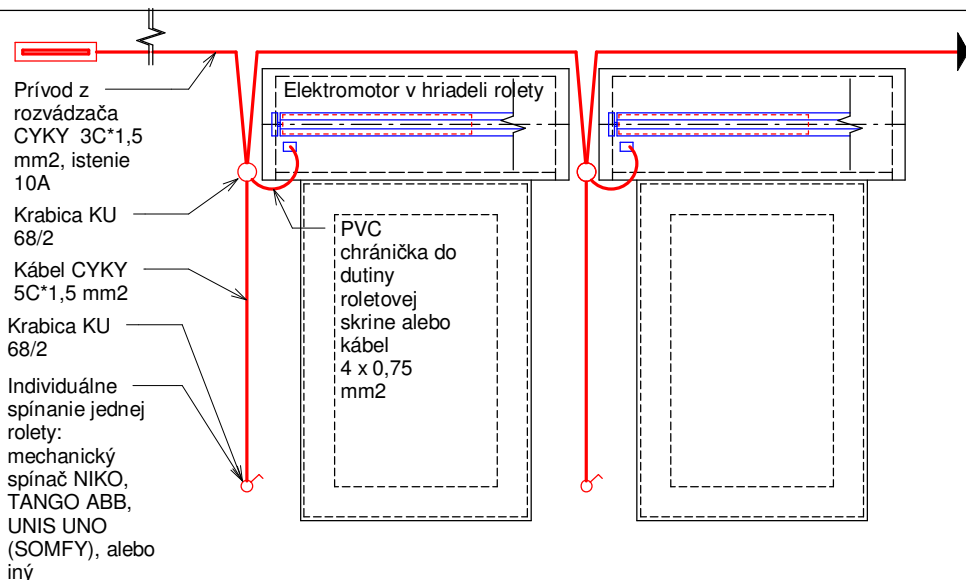 Elektromotor v hriadeli rolety
Prívod z
rozvádzača
CYKY 3C*1,5
mm2, istenie
10A
Krabica KU
68/2
Kábel CYKY
5C*1,5 mm2
Krabica KU
68/2
Individuálne
spínanie jednej
rolety:
mechanický
spínač NIKO,
TANGO ABB,
UNIS UNO
(SOMFY), alebo
iný
PVC
chránička do
dutiny
roletovej
skrine alebo
kábel
4 x 0,75
mm2